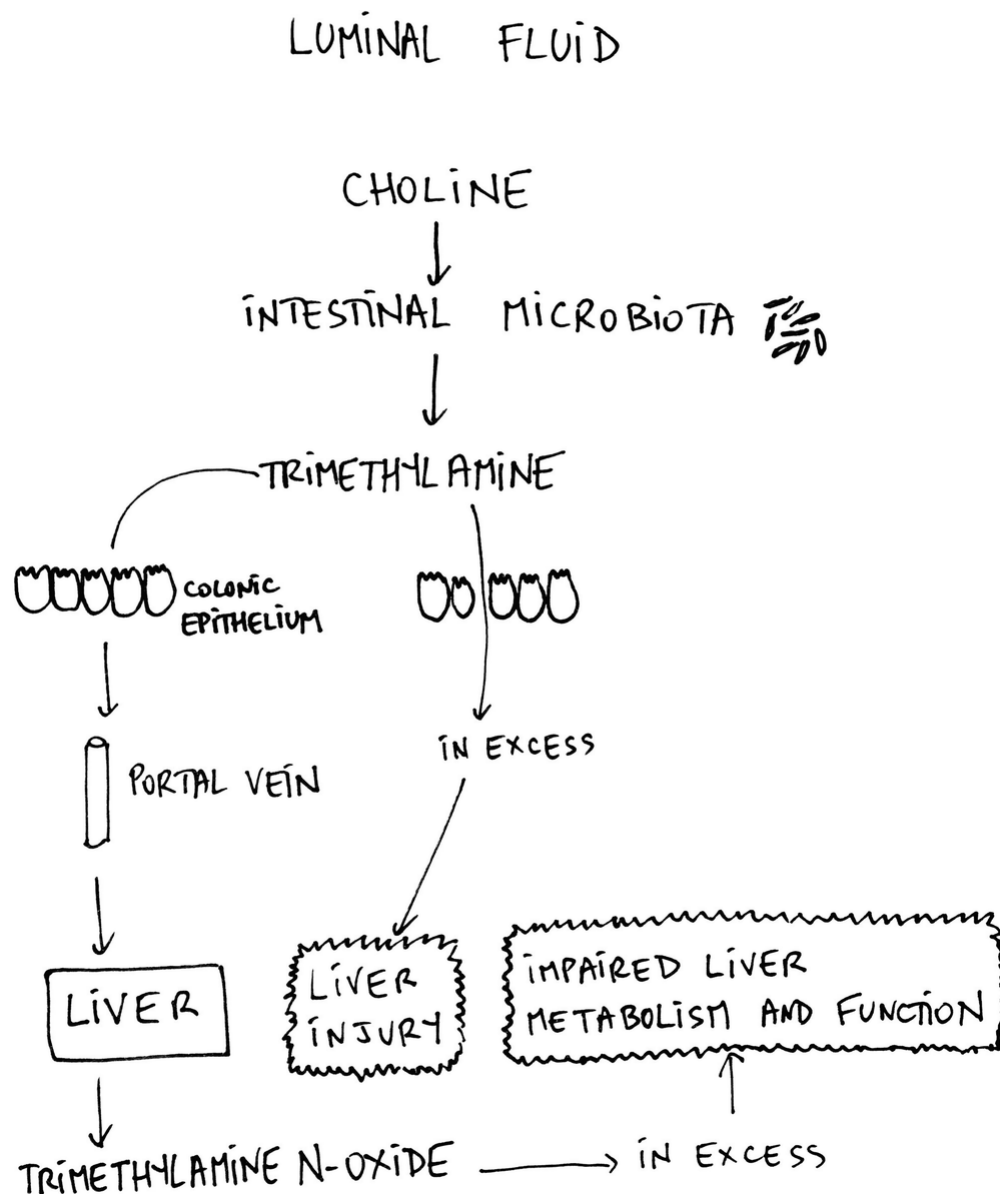 LUMINAL FLUID
CHOLINE
INTESTINAL MICROBIOTA
TRIMETHYLAMINE
COLONIC
EPITHELIUM
IN EXCESS
PORTAL VEIN
LIVER
LIVER
INJURY
IMPAIRED LIVER
METABOLISM AND FUNCTION
TRIMETHYLAMINE N-OXIDE
IN EXCESS